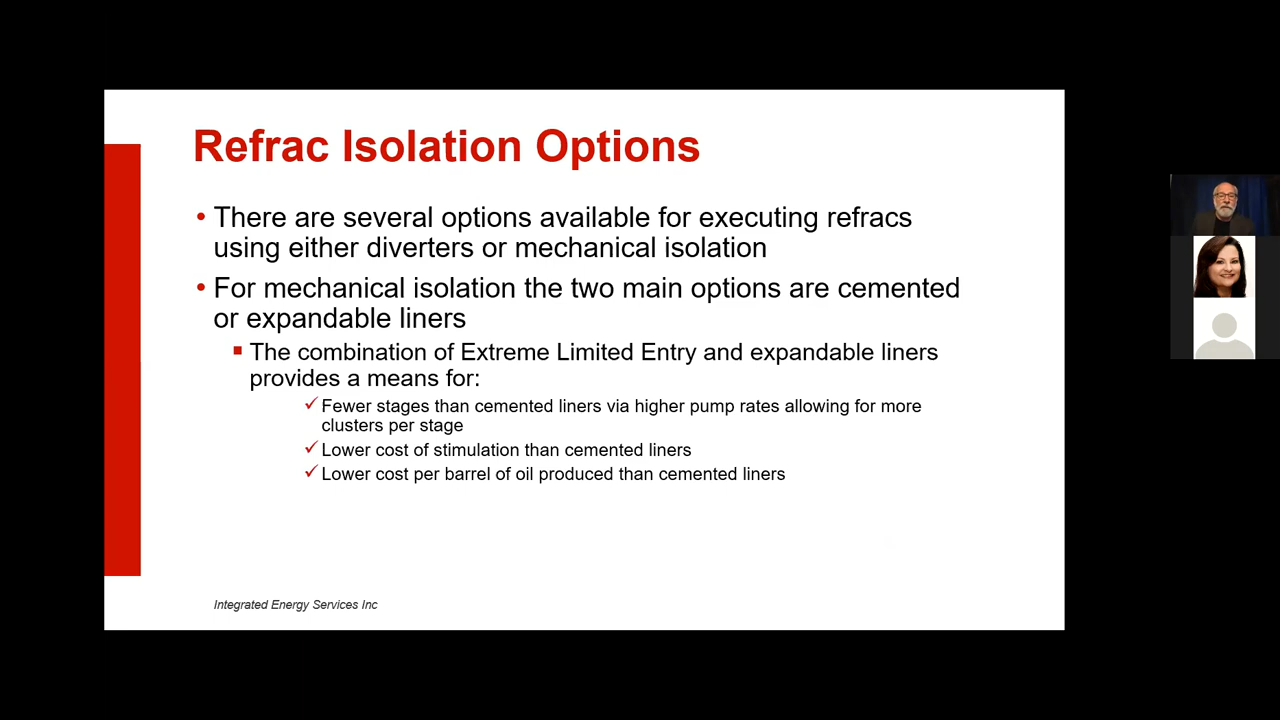 Refrac Isolation Options
• There are several options available for executing refracs
using either diverters or mechanical isolation
• For mechanical isolation the two main options are cemented
or expandable liners
▪ The combination of Extreme Limited Entry and expandable liners
provides a means for:
✓ Fewer stages than cemented liners via higher pump rates allowing for more
clusters per stage
✓ Lower cost of stimulation than cemented liners
✓ Lower cost per barrel of oil produced than cemented liners
Integrated Energy Services Inc